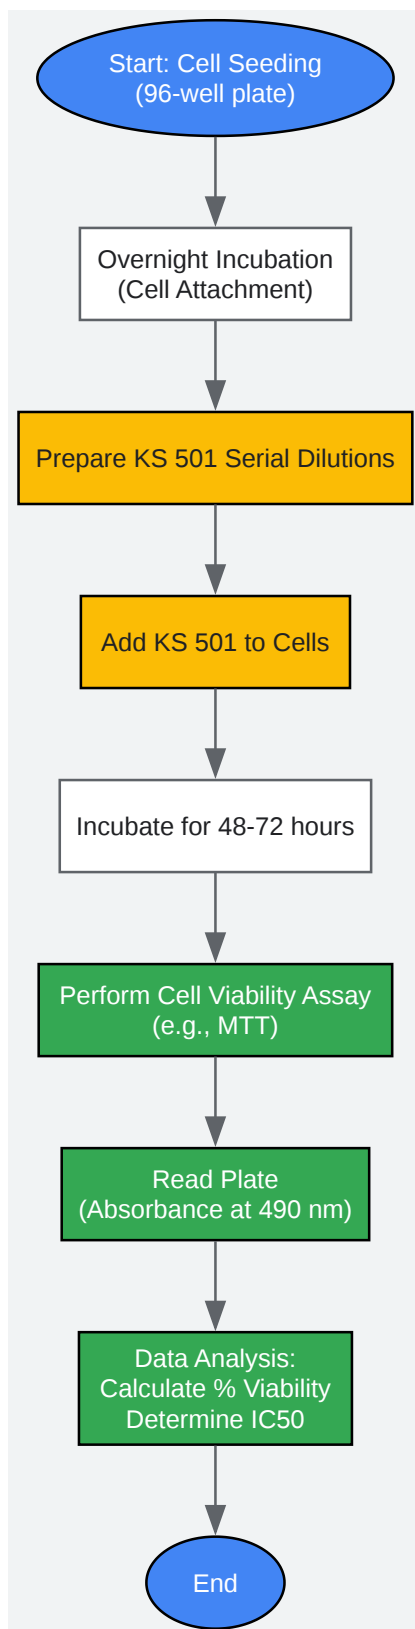 Start: Cell Seeding
(96-well plate)
Overnight Incubation
(Cell Attachment)
Prepare KS 501 Serial Dilutions
Add KS 501 to Cells
Incubate for 48-72 hours
Perform Cell Viability Assay
(e.g., MTT)
Read Plate
(Absorbance at 490 nm)
Data Analysis:
Calculate % Viability
Determine IC50
End